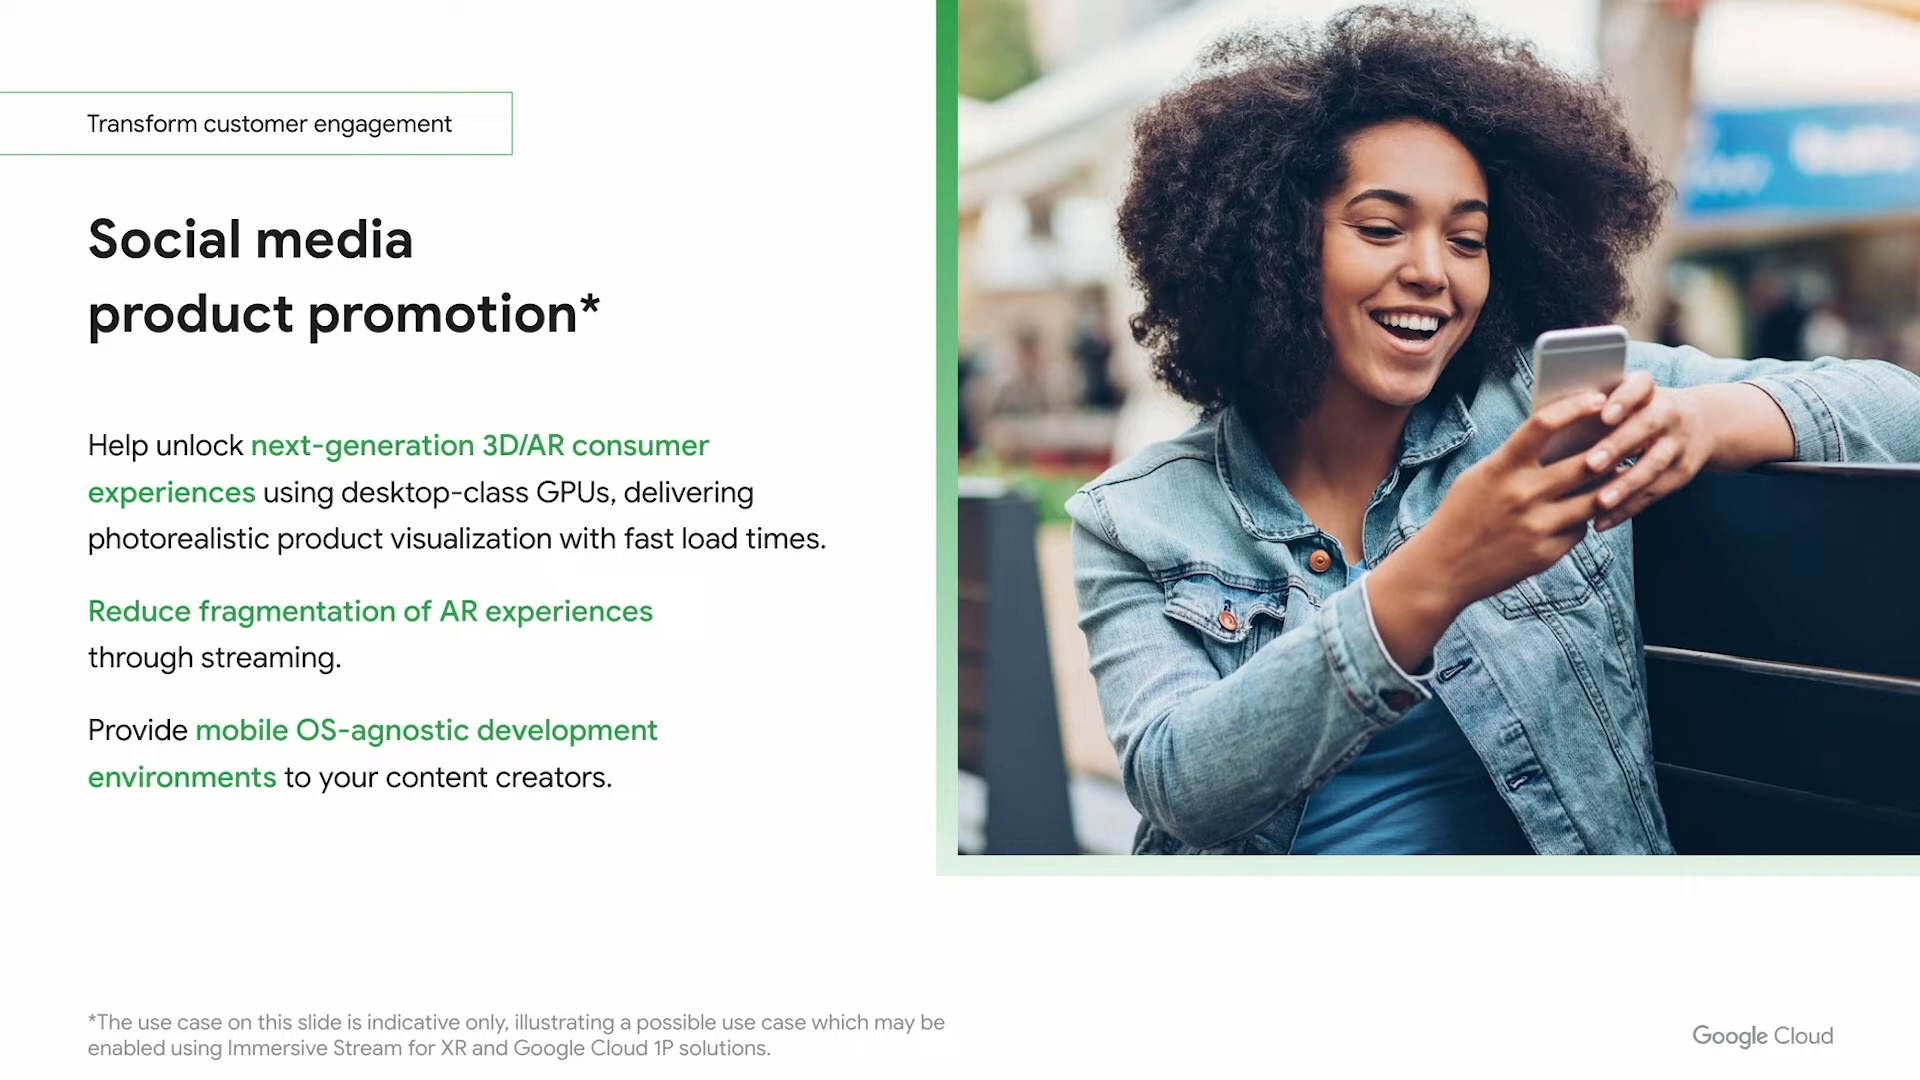 Transform customer engagement
Social media
product promotion*
Help unlock next-generation 3D/AR consumer
experiences using desktop-class GPUs, delivering
photorealistic product visualization with fast load times.
Reduce fragmentation of AR experiences
through streaming.
Provide mobile OS-agnostic development
environments to your content creators.
*The use case on this slide is indicative only, illustrating a possible use case which may be
enabled using Immersive Stream for XR and Google Cloud 1P solutions.
Google Cloud